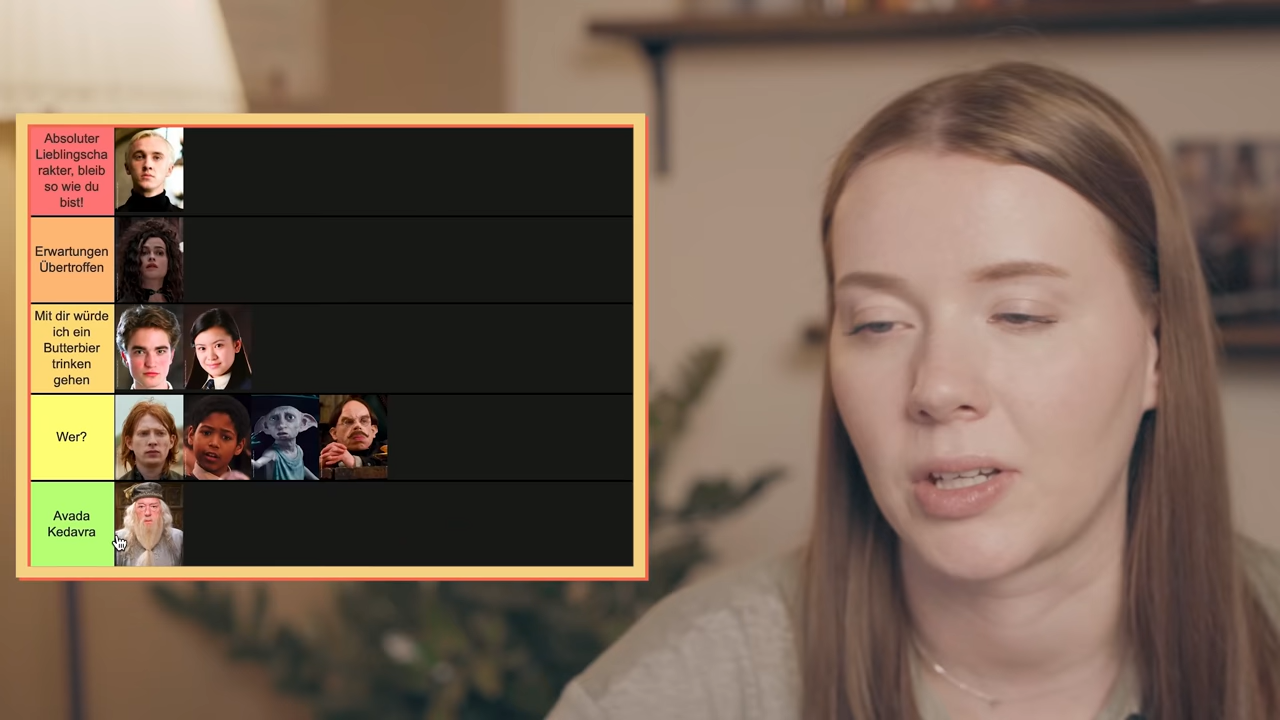 Absoluter
Lieblingscha
rakter, bleib
so wie du
bist!
Erwartungen
Übertroffen
Mit dir würde
ich ein
Butterbier
trinken
gehen
Wer?
Avada
Kedavra